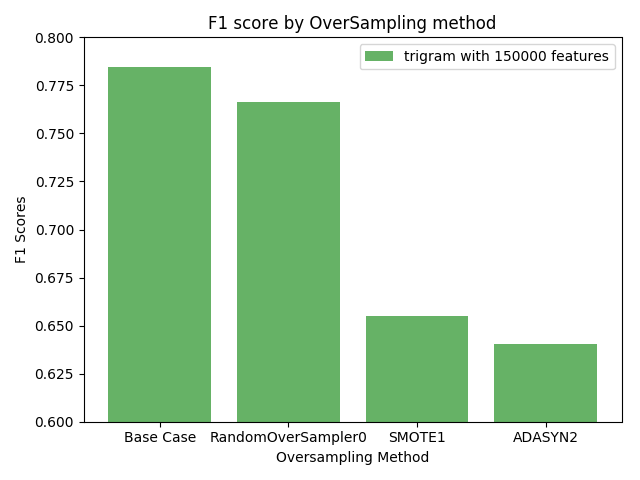 F1 score by OverSampling method
trigram with 150000 features
0.800
0.775
0.750
0.725
0.700
0.675
0.650
0.625
0.600
F1 Scores
Base Case RandomOverSampler0 SMOTE1 ADASYN2
Oversampling Method